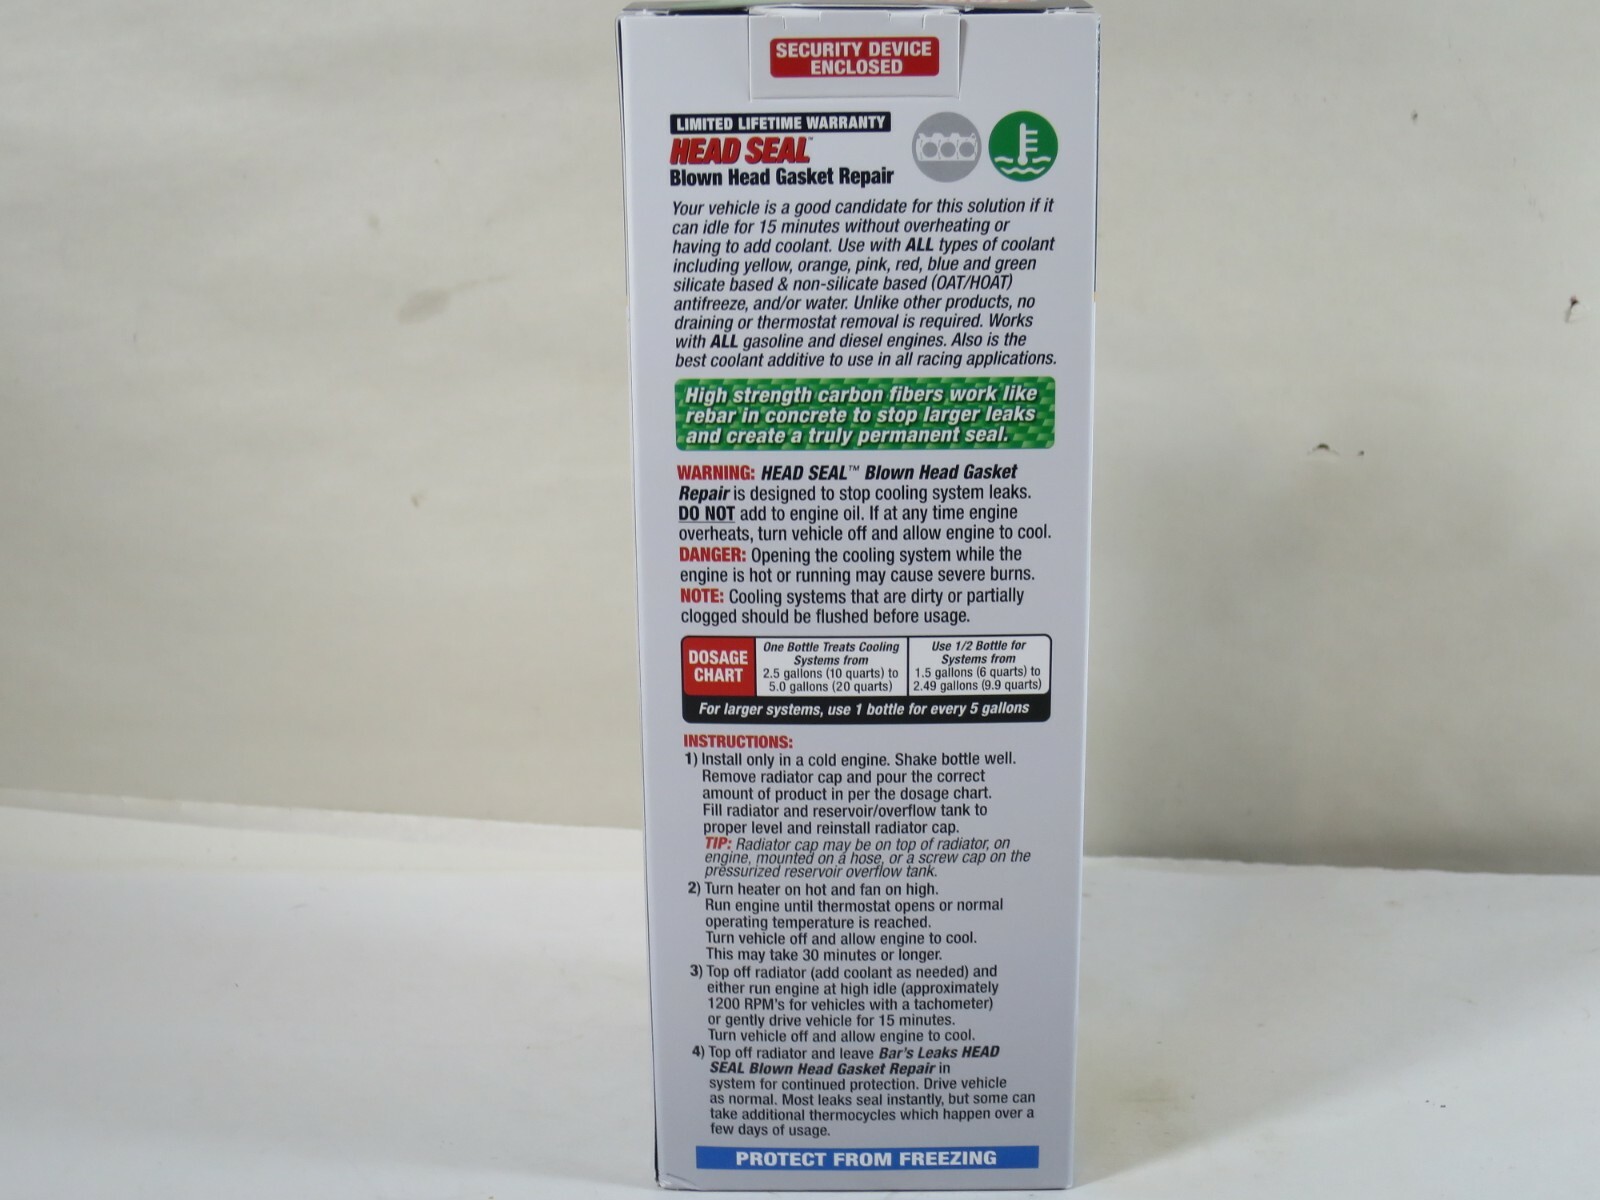 SECURITY DEVICE
ENCLOSED
LIMITED LIFETIME WARRANTY
HEAD SEAL™
Blown Head Gasket Repair
Your vehicle is a good candidate for this solution if it
can idle for 15 minutes without overheating or
having to add coolant. Use with ALL types of coolant
including yellow, orange, pink, red, blue and green
silicate based & non-silicate based (OAT/HOAT)
antifreeze, and/or water. Unlike other products, no
draining or thermostat removal is required. Works
with ALL gasoline and diesel engines. Also is the
best coolant additive to use in all racing applications.
High strength carbon fibers work like
rebar in concrete to stop larger leaks
and create a truly permanent seal.
WARNING: HEAD SEAL™ Blown Head Gasket
Repair is designed to stop cooling system leaks.
DO NOT add to engine oil. If at any time engine
overheats, turn vehicle off and allow engine to cool.
DANGER: Opening the cooling system while the
engine is hot or running may cause severe burns.
NOTE: Cooling systems that are dirty or partially
clogged should be flushed before usage.
DOSAGE
CHART
One Bottle Treats Cooling
Systems from
2.5 gallons (10 quarts) to
5.0 gallons (20 quarts)
Use 1/2 Bottle for
Systems from
1.5 gallons (6 quarts) to
2.49 gallons (9.9 quarts)
For larger systems, use 1 bottle for every 5 gallons
INSTRUCTIONS:
1) Install only in a cold engine. Shake bottle well.
Remove radiator cap and pour the correct
amount of product in per the dosage chart.
Fill radiator and reservoir/overflow tank to
proper level and reinstall radiator cap.
TIP: Radiator cap may be on top of radiator, on
engine, mounted on a hose, or a screw cap on the
pressurized reservoir overflow tank.
2) Turn heater on hot and fan on high.
Run engine until thermostat opens or normal
operating temperature is reached.
Turn vehicle off and allow engine to cool.
This may take 30 minutes or longer.
3) Top off radiator (add coolant as needed) and
either run engine at high idle (approximately
1200 RPM's for vehicles with a tachometer)
or gently drive vehicle for 15 minutes.
Turn vehicle off and allow engine to cool.
4) Top off radiator and leave Bar's Leaks HEAD
SEAL Blown Head Gasket Repair in
system for continued protection. Drive vehicle
as normal. Most leaks seal instantly, but some can
take additional thermocycles which happen over a
few days of usage.
PROTECT FROM FREEZING